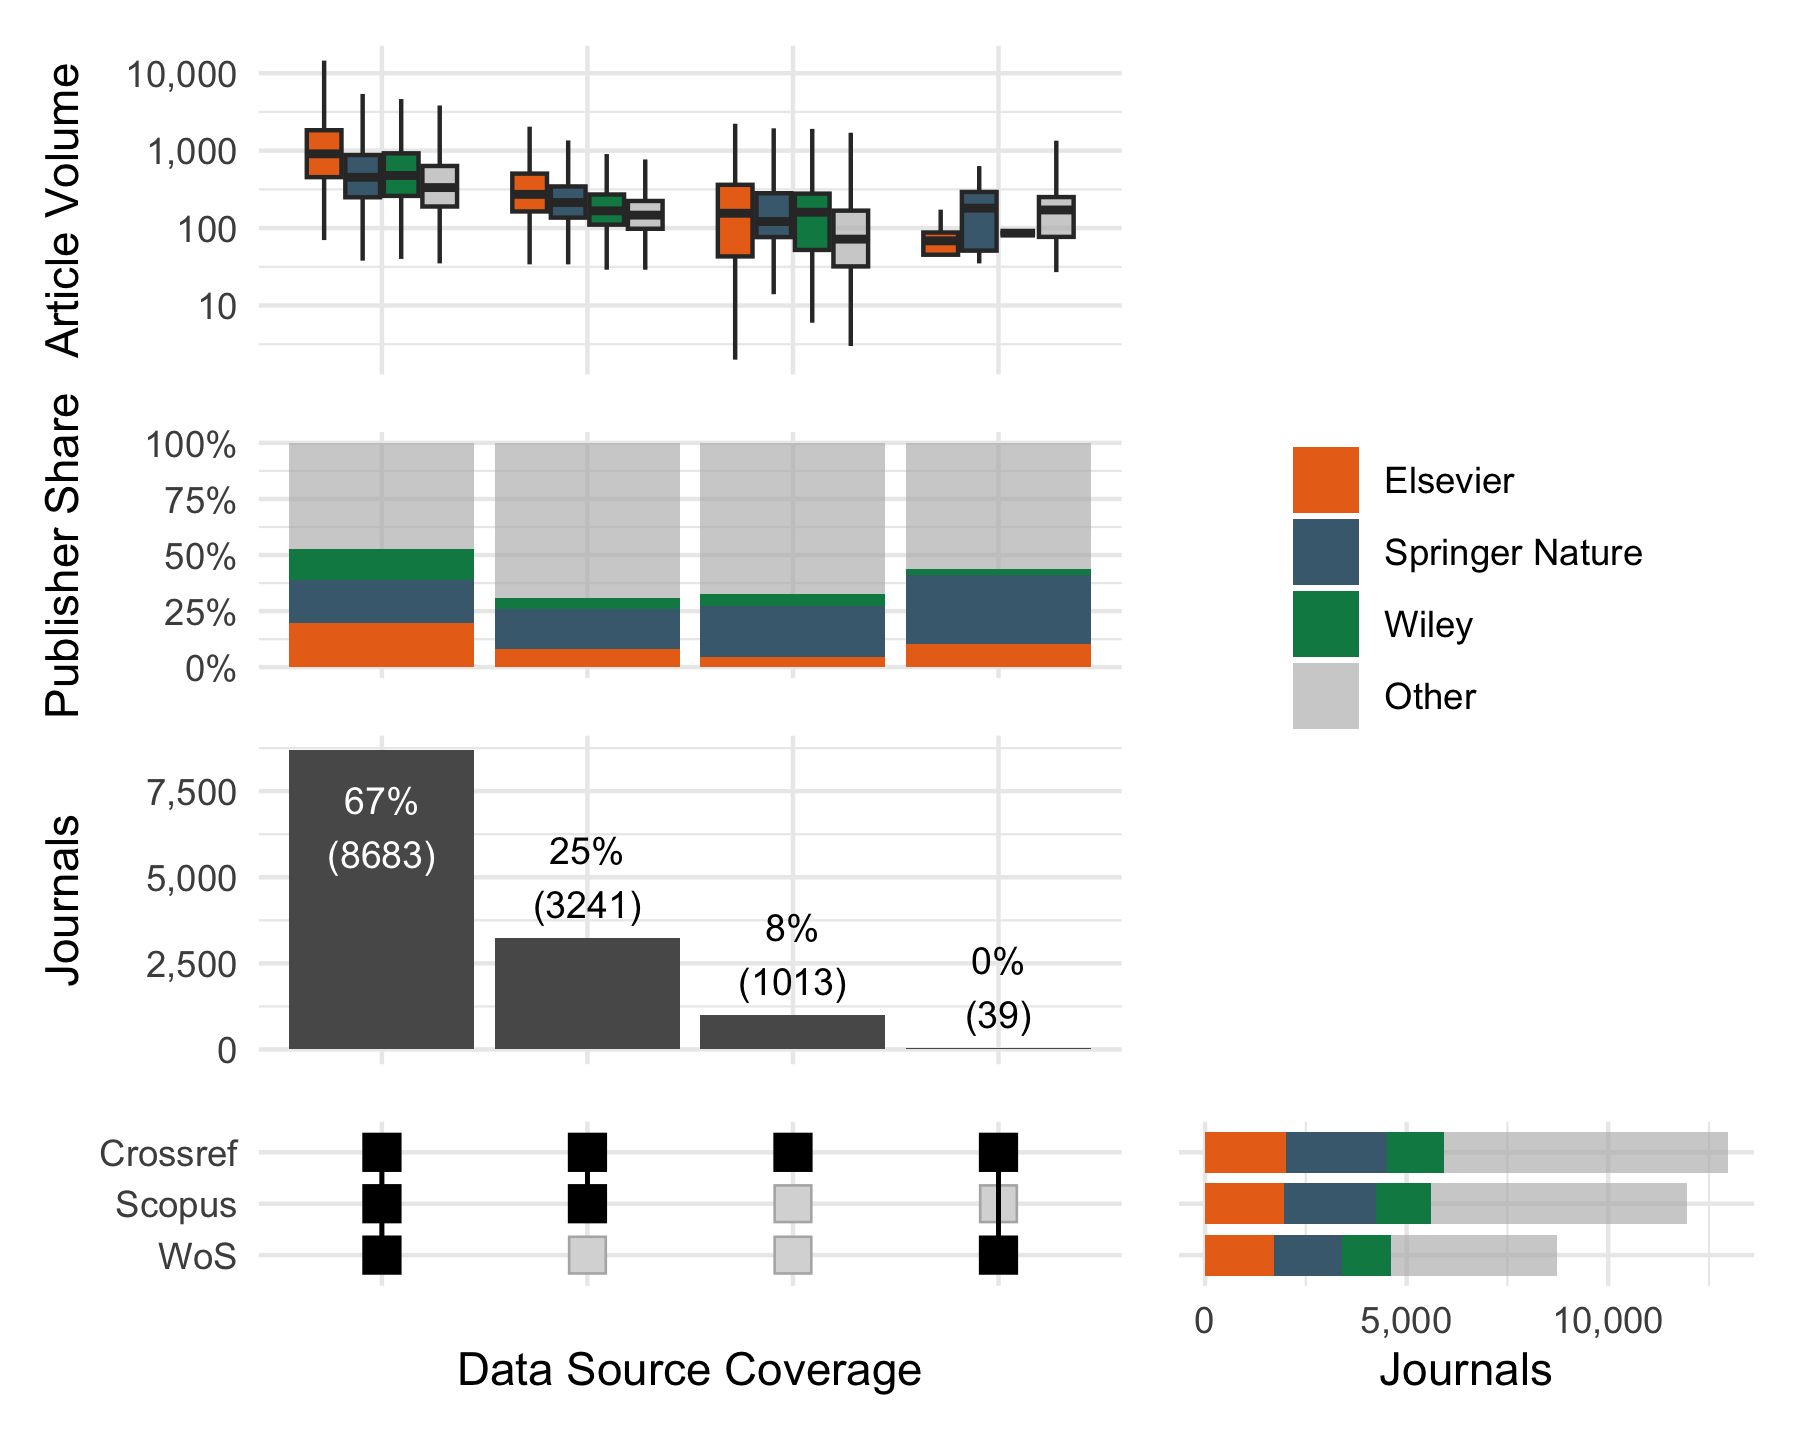 Article Volume
10,000
1,000
100
10
Publisher Share
100%
75%
50%
25%
0%
Elsevier
Springer Nature
Wiley
Other
Journals
7,500
5,000
2,500
0
67%
(8683)
25%
(3241)
8%
(1013)
0%
(39)
Crossref
Scopus
WoS
Data Source Coverage
0
5,000
10,000
Journals